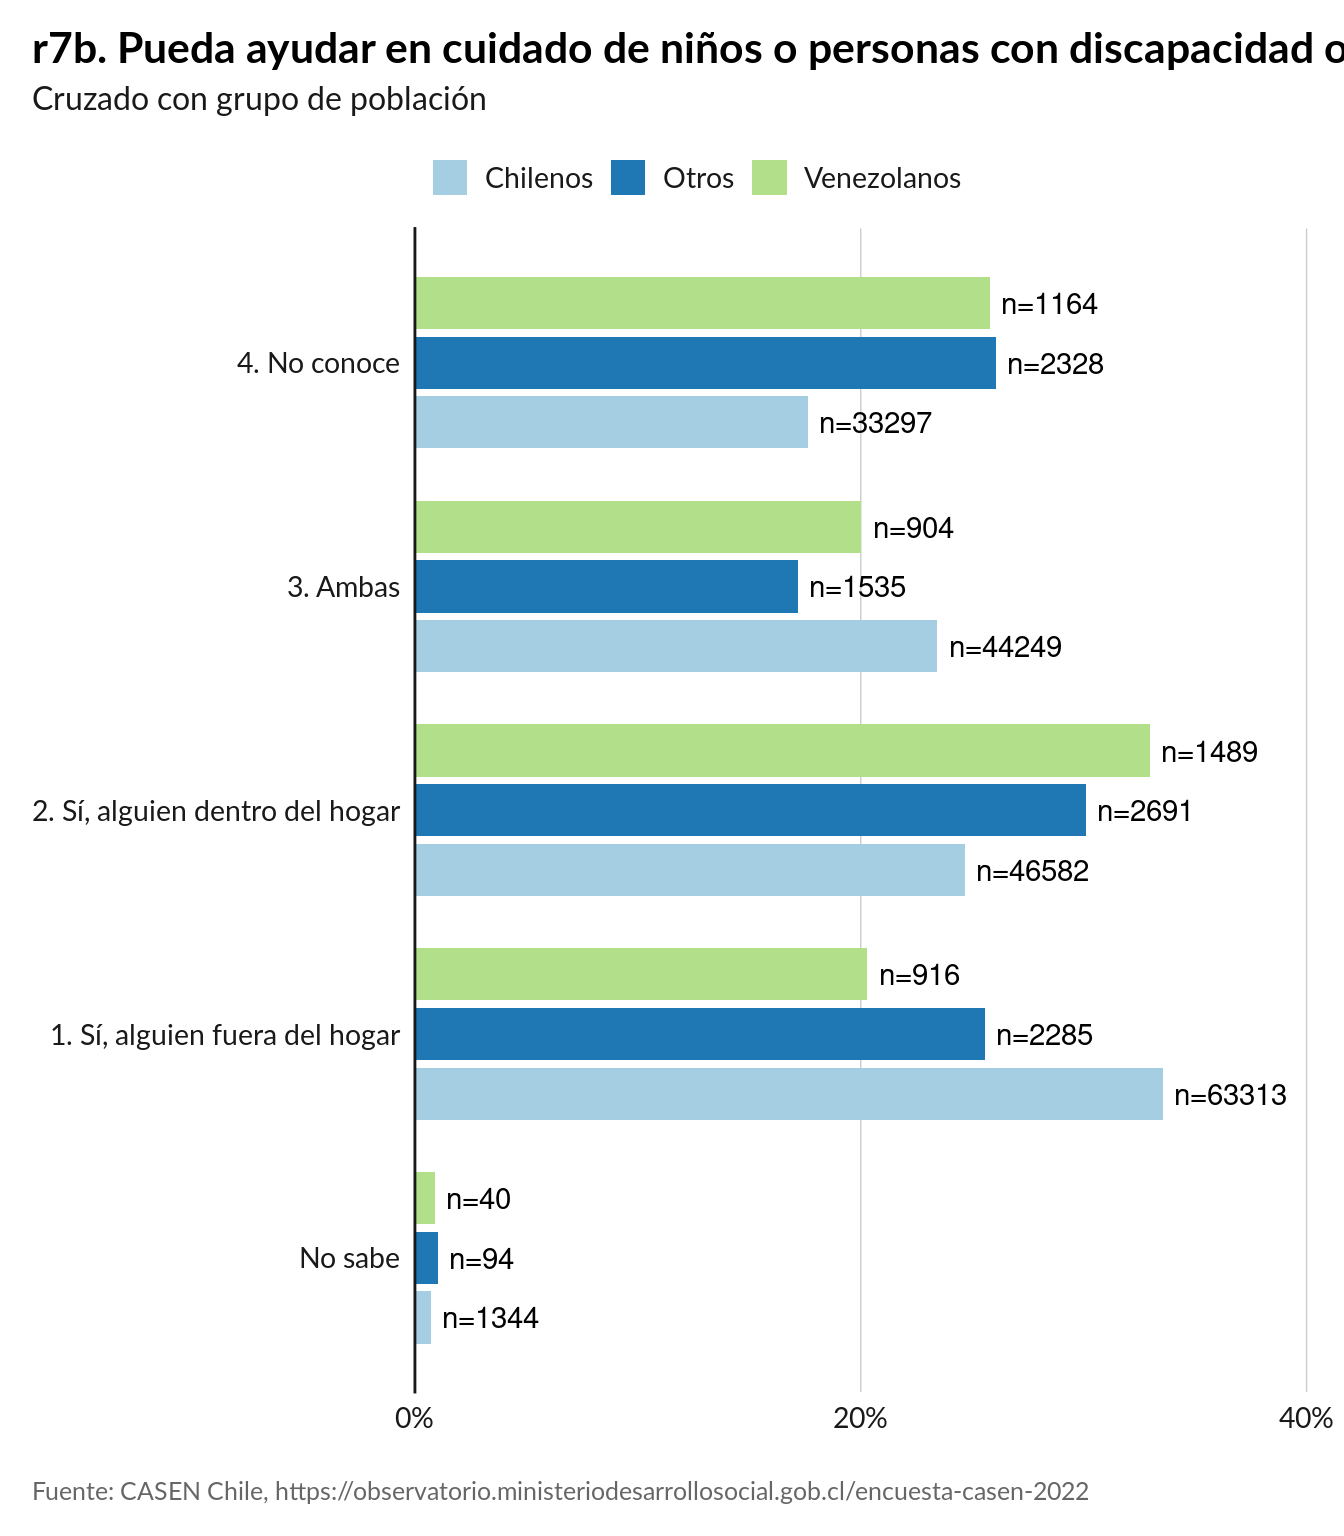 r7b. Pueda ayudar en cuidado de niños o personas con discapacidad o
Cruzado con grupo de población
Chilenos Otros Venezolanos
n=1164
4. No conoce n=2328
n=33297
n=904
3. Ambas n=1535
n=44249
n=1489
2. Sí, alguien dentro del hogar n=2691
n=46582
n=916
1. Sí, alguien fuera del hogar n=2285
n=63313
n=40
No sabe n=94
n=1344
0% 20% 40%
Fuente: CASEN Chile, https://observatorio.ministeriodesarrollosocial.gob.cl/encuesta-casen-2022